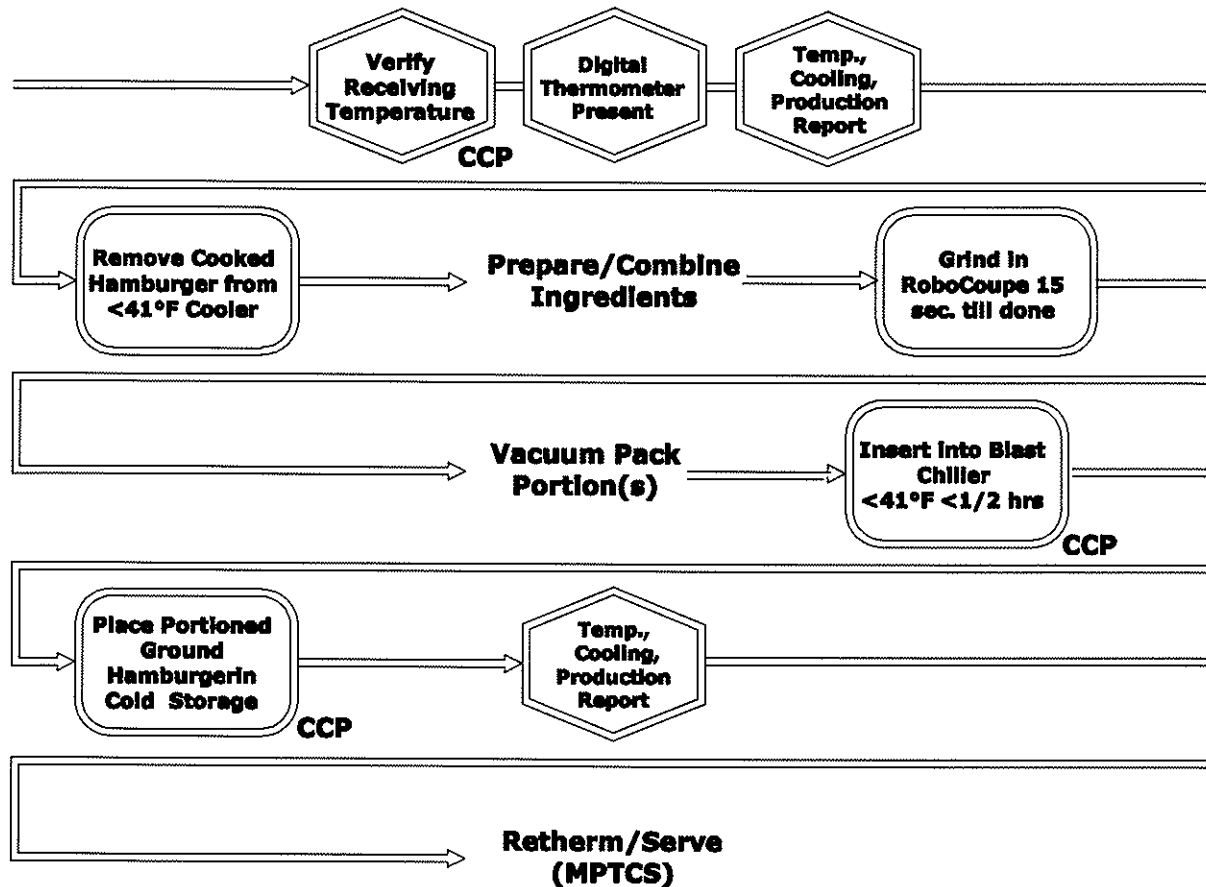 Verify
Receiving
Temperature
CCP
Digital
Thermometer
Present
Temp.,
Cooling,
Production
Report
Remove Cooked
Hamburger from
<41°F Cooler
Prepare/Combine
Ingredients
Grind in
RoboCoupe 15
sec. till done
Vacuum Pack
Portion(s)
Insert into Blast
Chiller
<41°F <1/2 hrs
CCP
Place Portioned
Ground
Hamburgerin
Cold Storage
CCP
Temp.,
Cooling,
Production
Report
Retherm/Serve
(MPTCS)